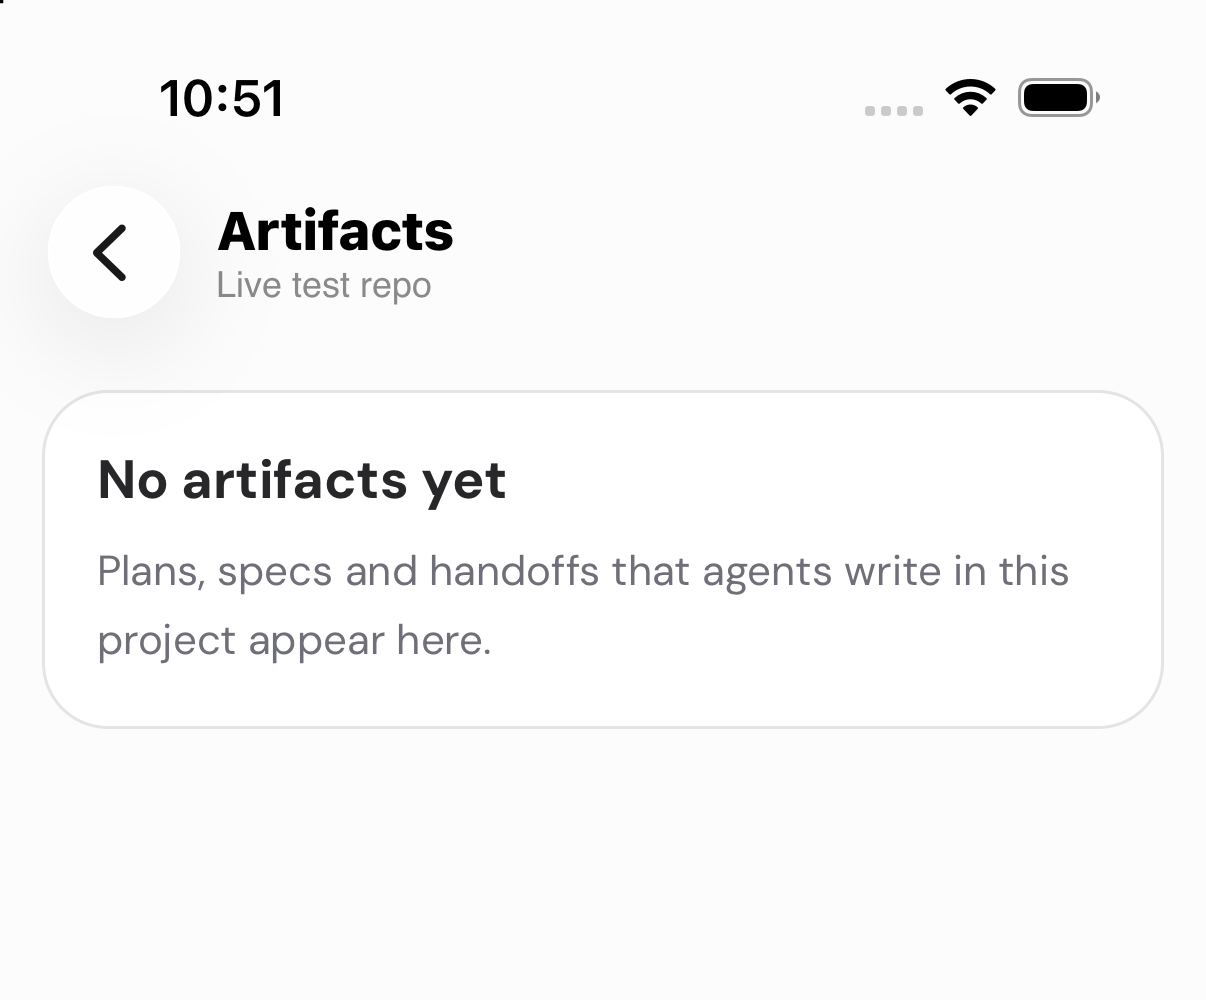 10:51
Artifacts
Live test repo
No artifacts yet
Plans, specs and handoffs that agents write in this
project appear here.